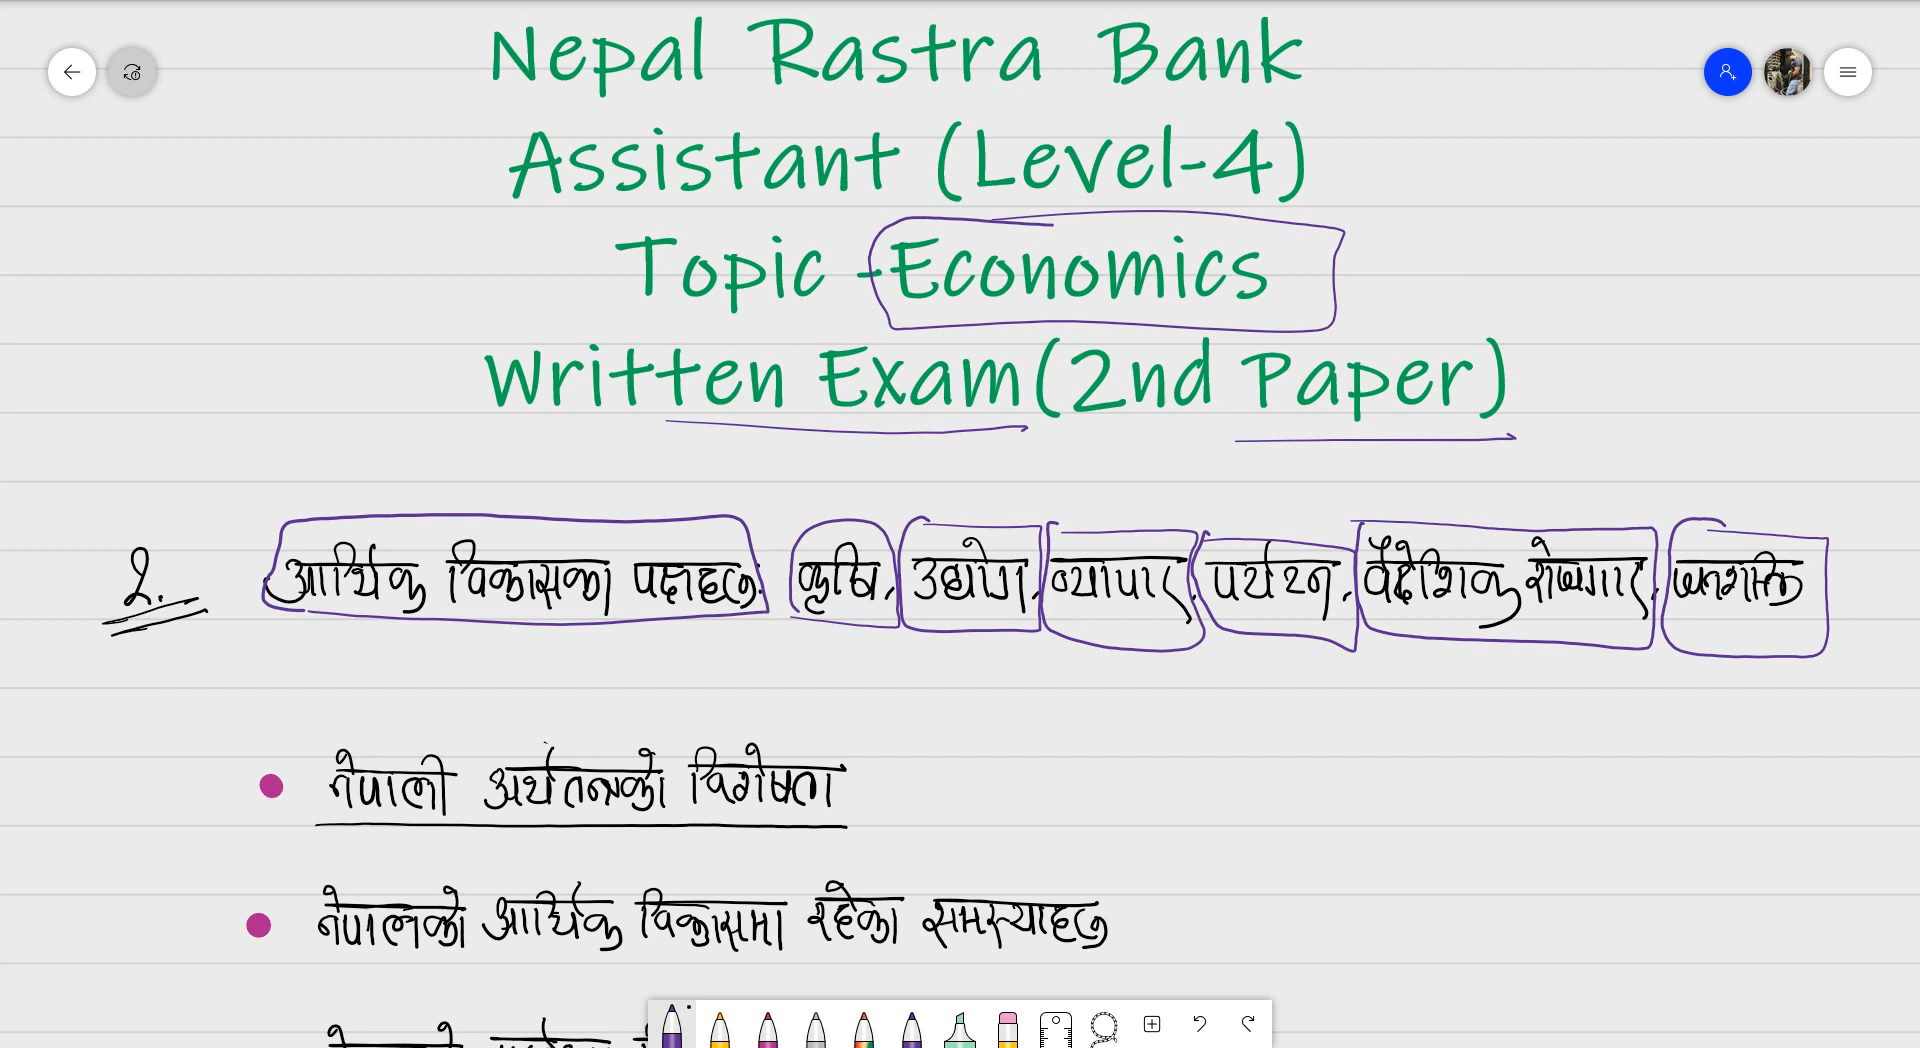 Nepal Rastra Bank
Assistant (Level-4)
Topic -Economics
Written Exam(2nd Paper)
2. आर्थिक विकासका पक्षहरुः कृषि, उद्योग, व्यापार, पर्यटन, वैदेशिक रोजगार, जनशक्ति
नेपाली अर्थतन्त्रको विशेषता
नेपालको आर्थिक विकासमा रहेका समस्याहरु